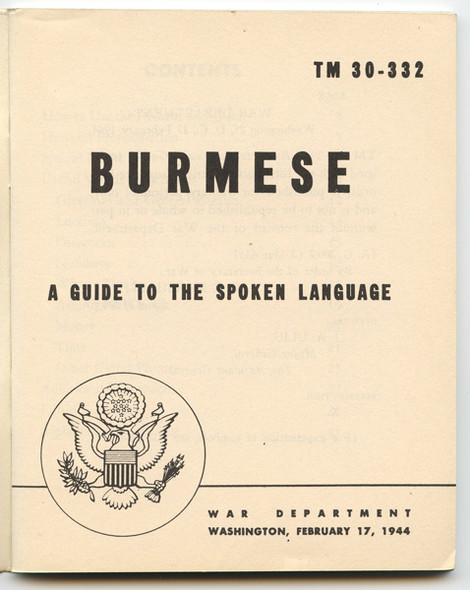 TM 30-332
BURMESE
A GUIDE TO THE SPOKEN LANGUAGE
WAR DEPARTMENT
WASHINGTON, FEBRUARY 17, 1944